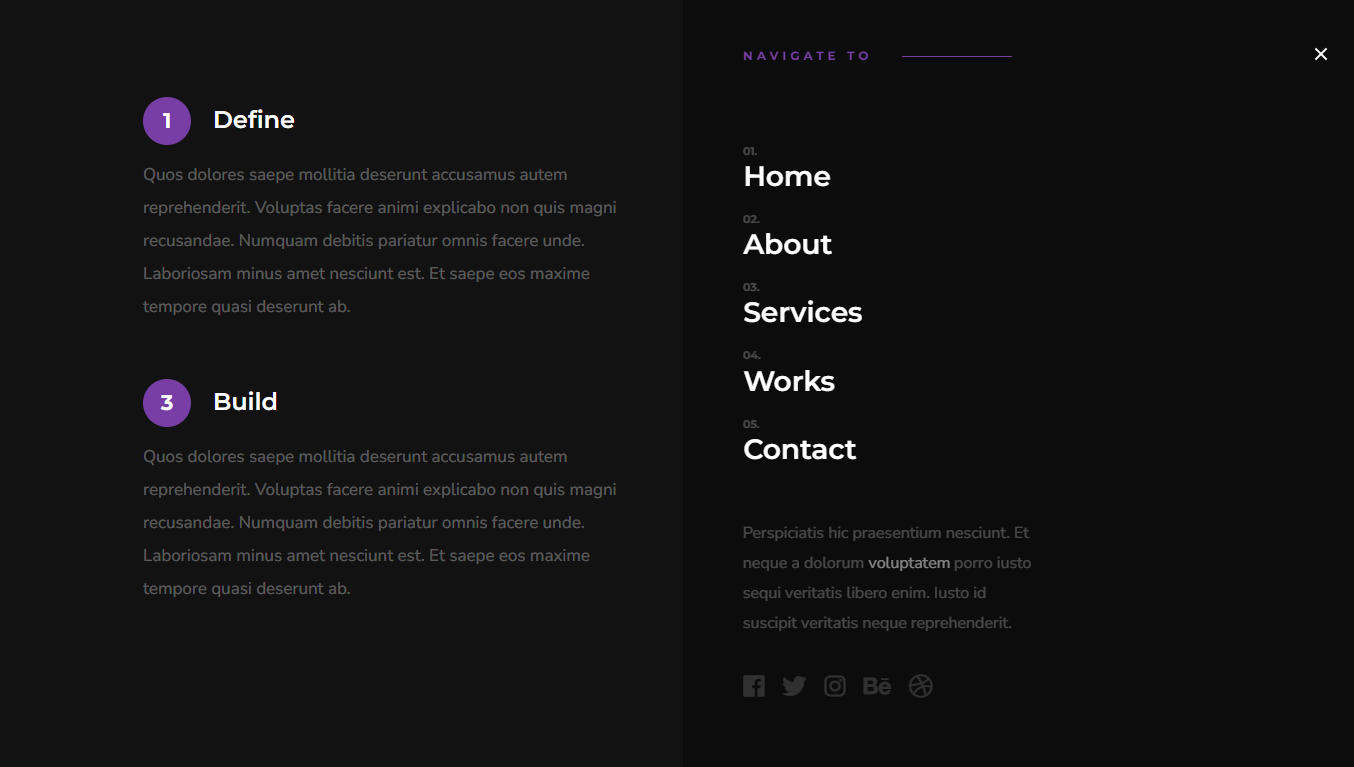 1 Define
Quos dolores saepe mollitia deserunt accusamus autem
reprehenderit. Voluptas facere animi explicabo non quis magni
recusandae. Numquam debitis pariatur omnis facere unde.
Laboriosam minus amet nesciunt est. Et saepe eos maxime
tempore quasi deserunt ab.
3 Build
Quos dolores saepe mollitia deserunt accusamus autem
reprehenderit. Voluptas facere animi explicabo non quis magni
recusandae. Numquam debitis pariatur omnis facere unde.
Laboriosam minus amet nesciunt est. Et saepe eos maxime
tempore quasi deserunt ab.
NAVIGATE TO
01.
Home
02.
About
03.
Services
04.
Works
05.
Contact
Perspiciatis hic praesentium nesciunt. Et
neque a dolorum voluptatem porro iusto
sequi veritatis libero enim. Iusto id
suscipit veritatis neque reprehenderit.
Bē